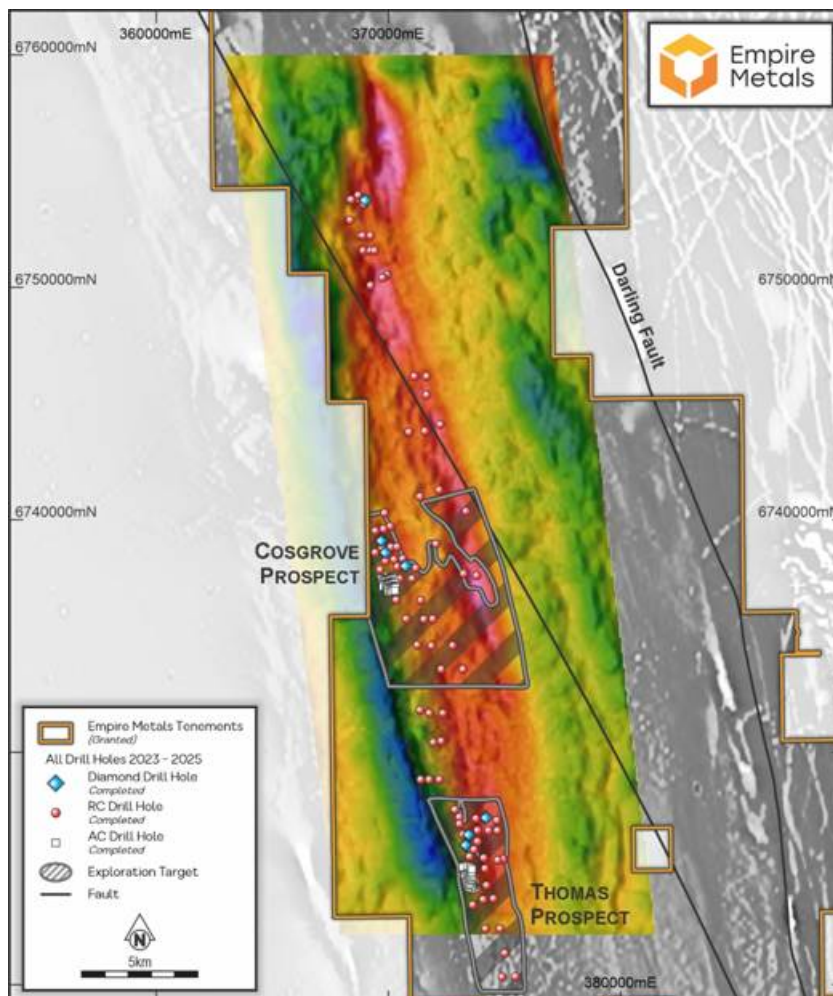 360000mE
370000mE
6760000mN
Empire
Metals
6750000mN
6750000mN
Darling Fault
6740000mN
6740000mN
COSGROVE
PROSPECT
Empire Metals Tenements
(Granted)
All Drill Holes 2023 - 2025
Diamond Drill Hole
Completed
RC Drill Hole
Completed
AC Drill Hole
Completed
Exploration Target
Fault
N
5km
THOMAS
PROSPECT
380000mE